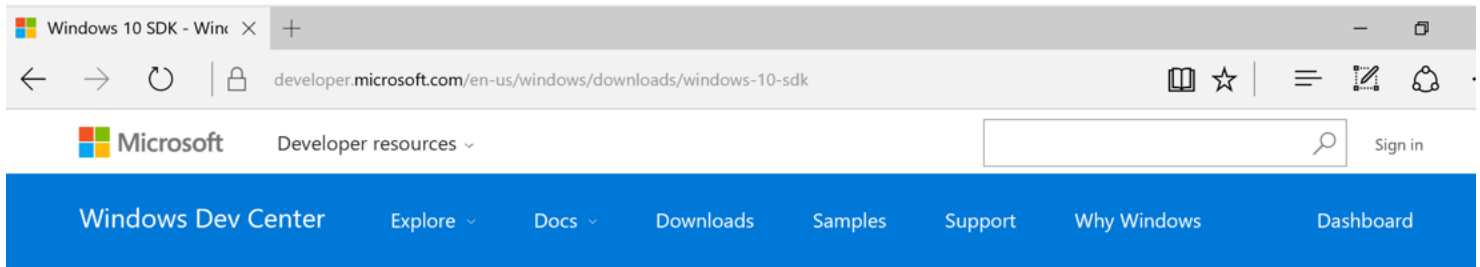 Windows 10 SDK - Winc
developer.microsoft.com/en-us/windows/downloads/windows-10-sdk
Microsoft Developer resources Sign in
Windows Dev Center Explore Docs Downloads Samples Support Why Windows Dashboard